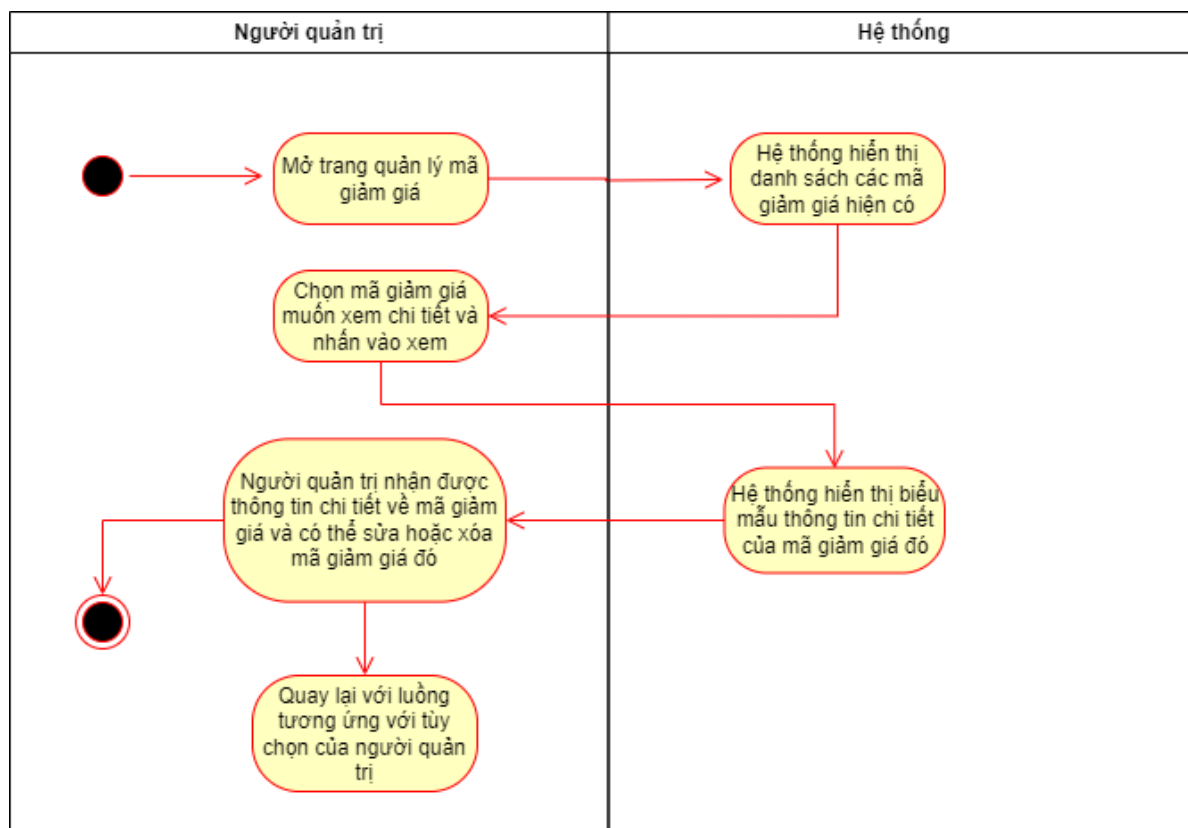 Người quản trị
Hệ thống
Mở trang quản lý mã
giảm giá
Hệ thống hiển thị
danh sách các mã
giảm giá hiện có
Chọn mã giảm giá
muốn xem chi tiết và
nhấn vào xem
Người quản trị nhận được
thông tin chi tiết về mã giảm
giá và có thể sửa hoặc xóa
mã giảm giá đó
Hệ thống hiển thị biểu
mẫu thông tin chi tiết
của mã giảm giá đó
Quay lại với luồng
tương ứng với tùy
chọn của người quản
trị